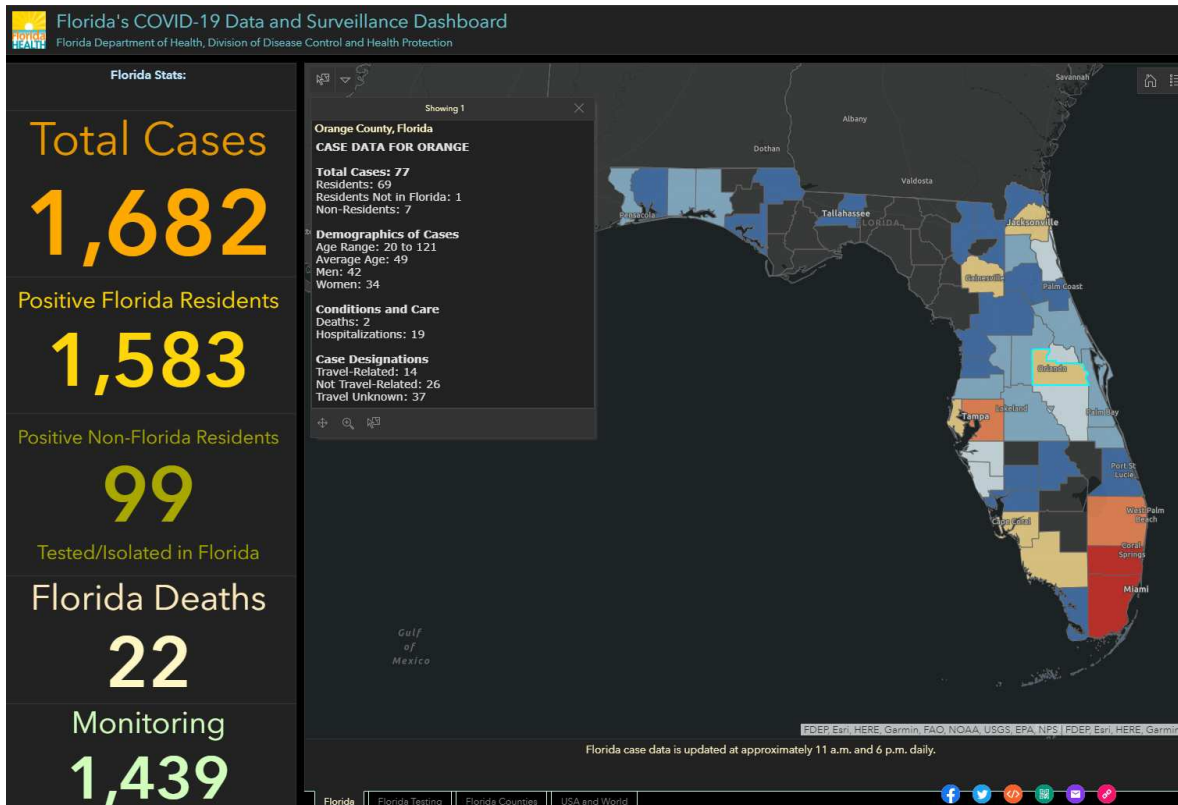 Florida
HEALTH
Florida's COVID-19 Data and Surveillance Dashboard
Florida Department of Health, Division of Disease Control and Health Protection
Florida Stats:
Total Cases
1,682
Positive Florida Residents
1,583
Positive Non-Florida Residents
99
Tested/Isolated in Florida
Florida Deaths
22
Monitoring
1,439
Showing 1
Orange County, Florida
CASE DATA FOR ORANGE
Total Cases: 77
Residents: 69
Residents Not in Florida: 1
Non-Residents: 7
Demographics of Cases
Age Range: 20 to 121
Average Age: 49
Men: 42
Women: 34
Conditions and Care
Deaths: 2
Hospitalizations: 19
Case Designations
Travel-Related: 14
Not Travel-Related: 26
Travel Unknown: 37
Savannah
Albany
Dothan
Valdosta
Pensacola
Tallahassee
FLORIDA
Jacksonville
Gainesville
Palm Coast
Orlando
Tampa
Lakeland
Palm Bay
Port St
Lucie
West Palm
Beach
Cape Coral
Coral
Springs
Miami
Gulf
of
Mexico
FDEP, Esri, HERE, Garmin, FAO, NOAA, USGS, EPA, NPS | FDEP, Esri, HERE, Garmin
Florida case data is updated at approximately 11 a.m. and 6 p.m. daily.
Florida
Florida Testing
Florida Counties
USA and World